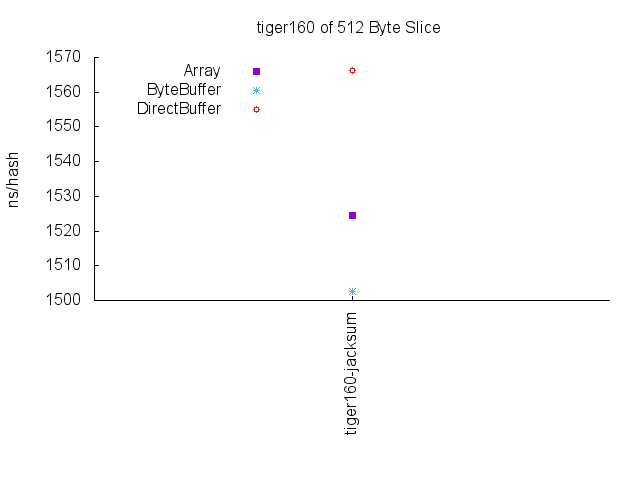 tiger160 of 512 Byte Slice
1570
1560
1550
1540
1530
1520
1510
1500
ns/hash
Array
ByteBuffer
DirectBuffer
tiger160-jacksum